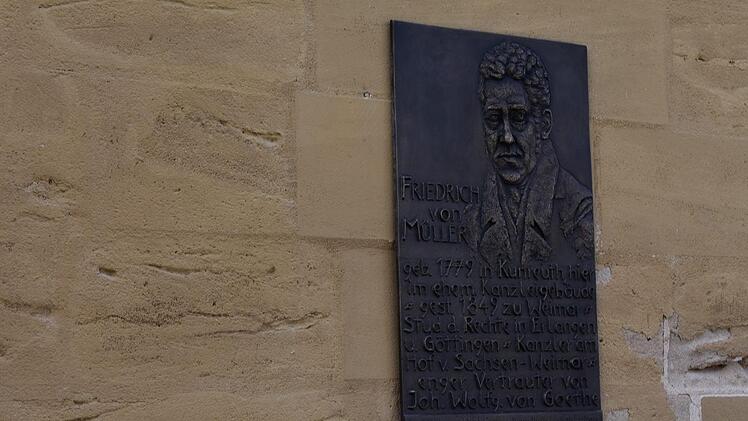 FRIEDRICH
von
MÜLLER
geb. 1779 in Kunreuth, hier
im ehem. Kanzleigebäude
gest. 1849 zu Weimar
Stud. d. Rechte in Erlangen
u. Göttingen * Kanzler am
Hof v. Sachsen-Weimar *
enger Vertrauter von
Joh. Wolfg. von Goethe